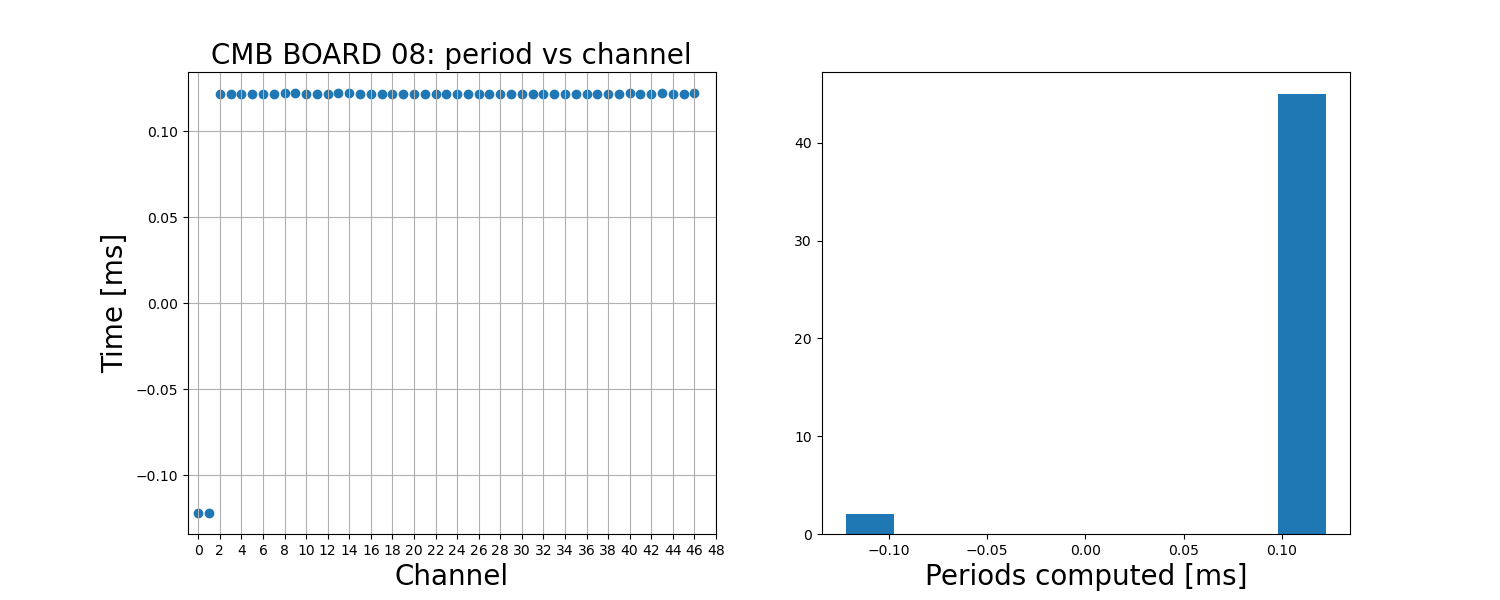 CMB BOARD 08: period vs channel
Time [ms]
0.10
0.05
0.00
−0.05
−0.10
0 2 4 6 8 10 12 14 16 18 20 22 24 26 28 30 32 34 36 38 40 42 44 46 48
Channel
40
30
20
10
0
−0.10 −0.05 0.00 0.05 0.10
Periods computed [ms]